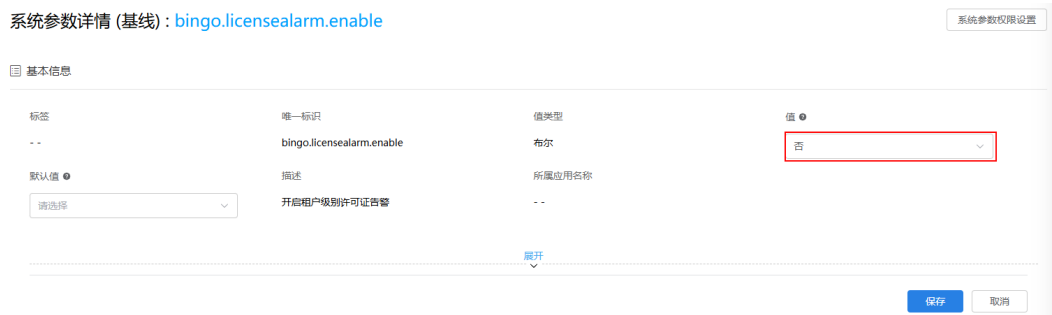 系统参数详情 (基线) : bingo.licensealarm.enable
系统参数权限设置
基本信息
标签
唯一标识
值类型
值
- -
bingo.licensealarm.enable
布尔
否
默认值
描述
所属应用名称
请选择
开启租户级别许可证告警
- -
展开
保存
取消